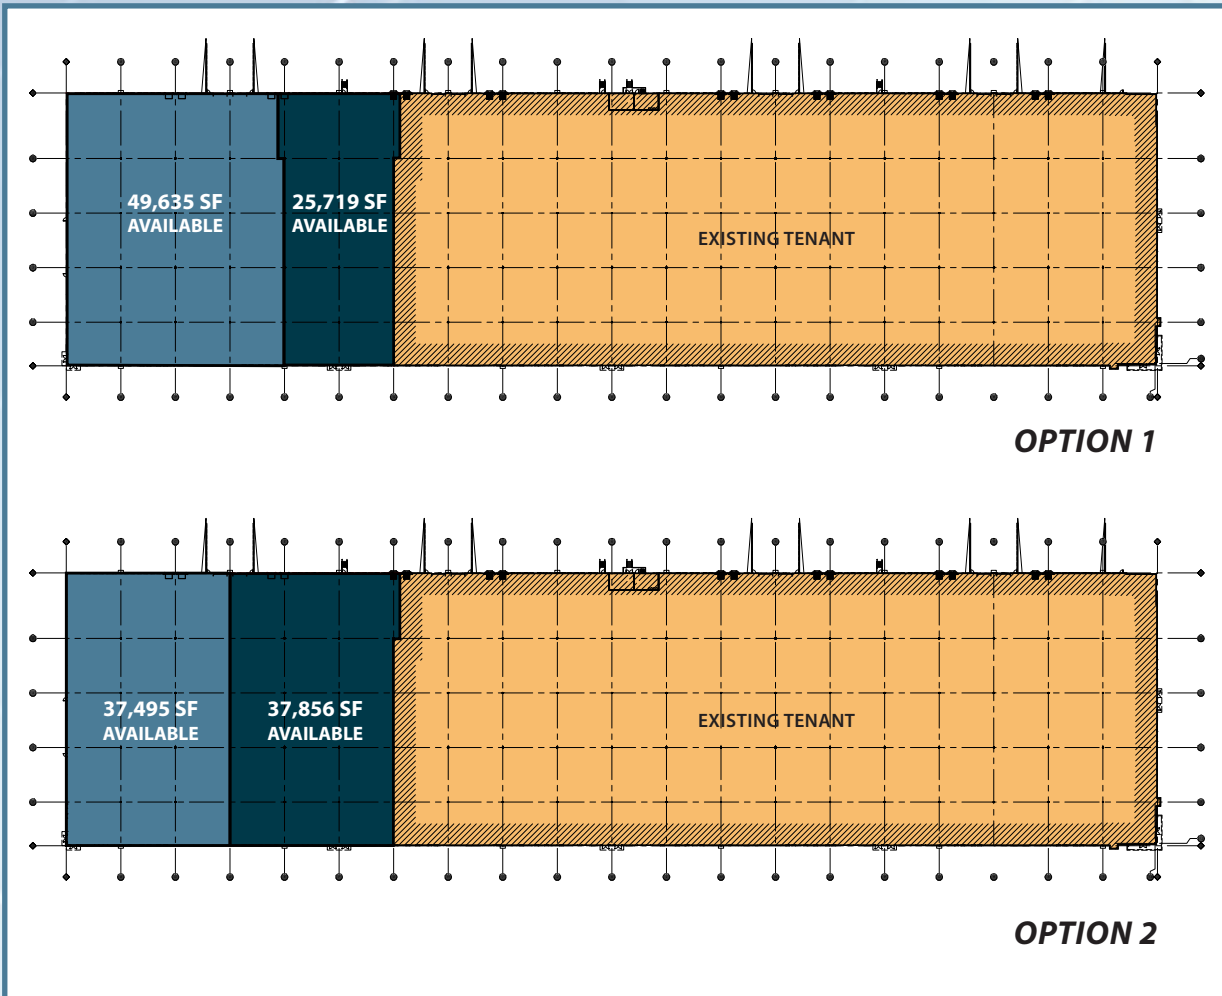 49,635 SF
AVAILABLE
25,719 SF
AVAILABLE
EXISTING TENANT
OPTION 1
37,495 SF
AVAILABLE
37,856 SF
AVAILABLE
EXISTING TENANT
OPTION 2